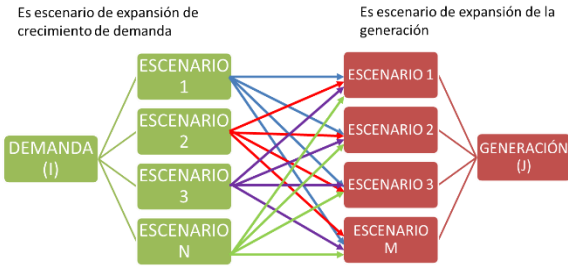 Es escenario de expansión de
crecimiento de demanda
Es escenario de expansión de la
generación
DEMANDA
(I)
ESCENARIO
1
ESCENARIO
2
ESCENARIO
3
ESCENARIO
N
ESCENARIO 1
ESCENARIO 2
ESCENARIO 3
ESCENARIO
M
GENERACIÓN
(J)